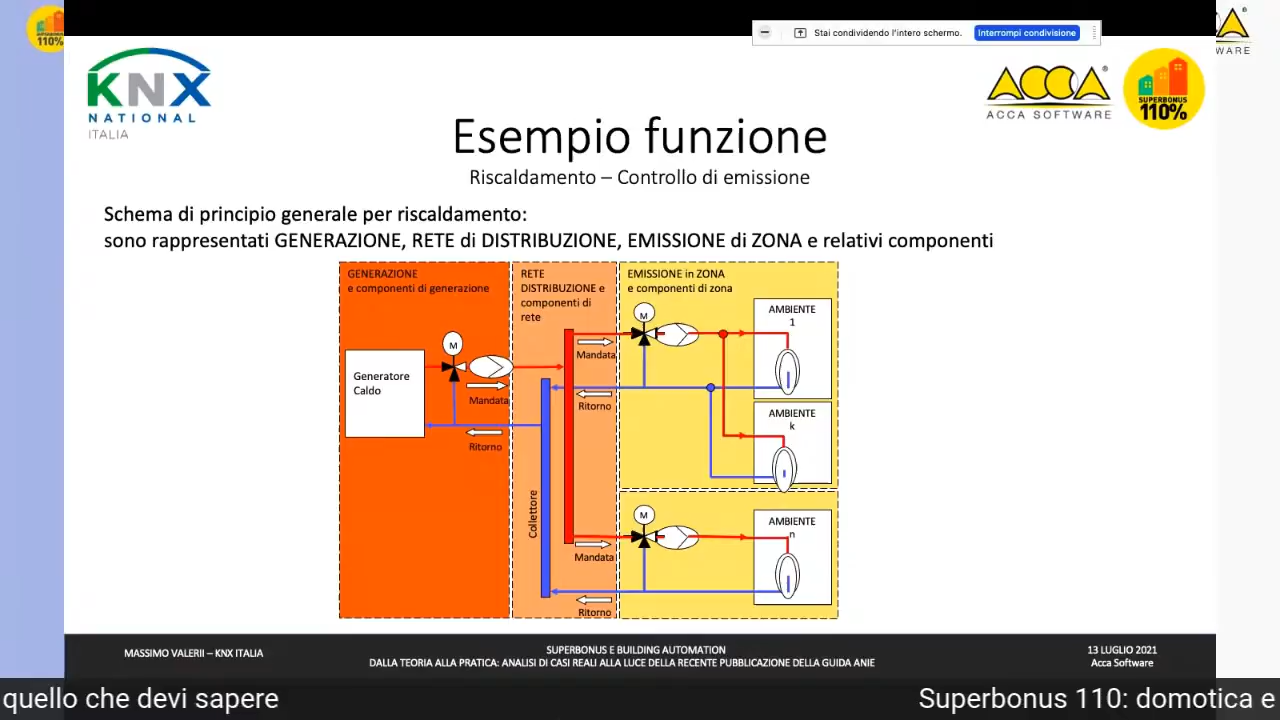 110%
Stai condividendo l'intero schermo.
Interrompi condivisione
KNX
NATIONAL
ITALIA
ACCA
ACCA SOFTWARE
SUPERBONUS
110%
WARE
Esempio funzione
Riscaldamento – Controllo di emissione
Schema di principio generale per riscaldamento:
sono rappresentati GENERAZIONE, RETE di DISTRIBUZIONE, EMISSIONE di ZONA e relativi componenti
GENERAZIONE
e componenti di generazione
RETE
DISTRIBUZIONE e
componenti di
rete
EMISSIONE in ZONA
e componenti di zona
M
Generatore
Caldo
Mandata
Ritorno
Collettore
M
Mandata
Ritorno
AMBIENTE
1
AMBIENTE
k
M
Mandata
Ritorno
AMBIENTE
n
MASSIMO VALERII – KNX ITALIA
SUPERBONUS E BUILDING AUTOMATION
DALLA TEORIA ALLA PRATICA: ANALISI DI CASI REALI ALLA LUCE DELLA RECENTE PUBBLICAZIONE DELLA GUIDA ANIE
13 LUGLIO 2021
Acca Software
quello che devi sapere
Superbonus 110: domotica e